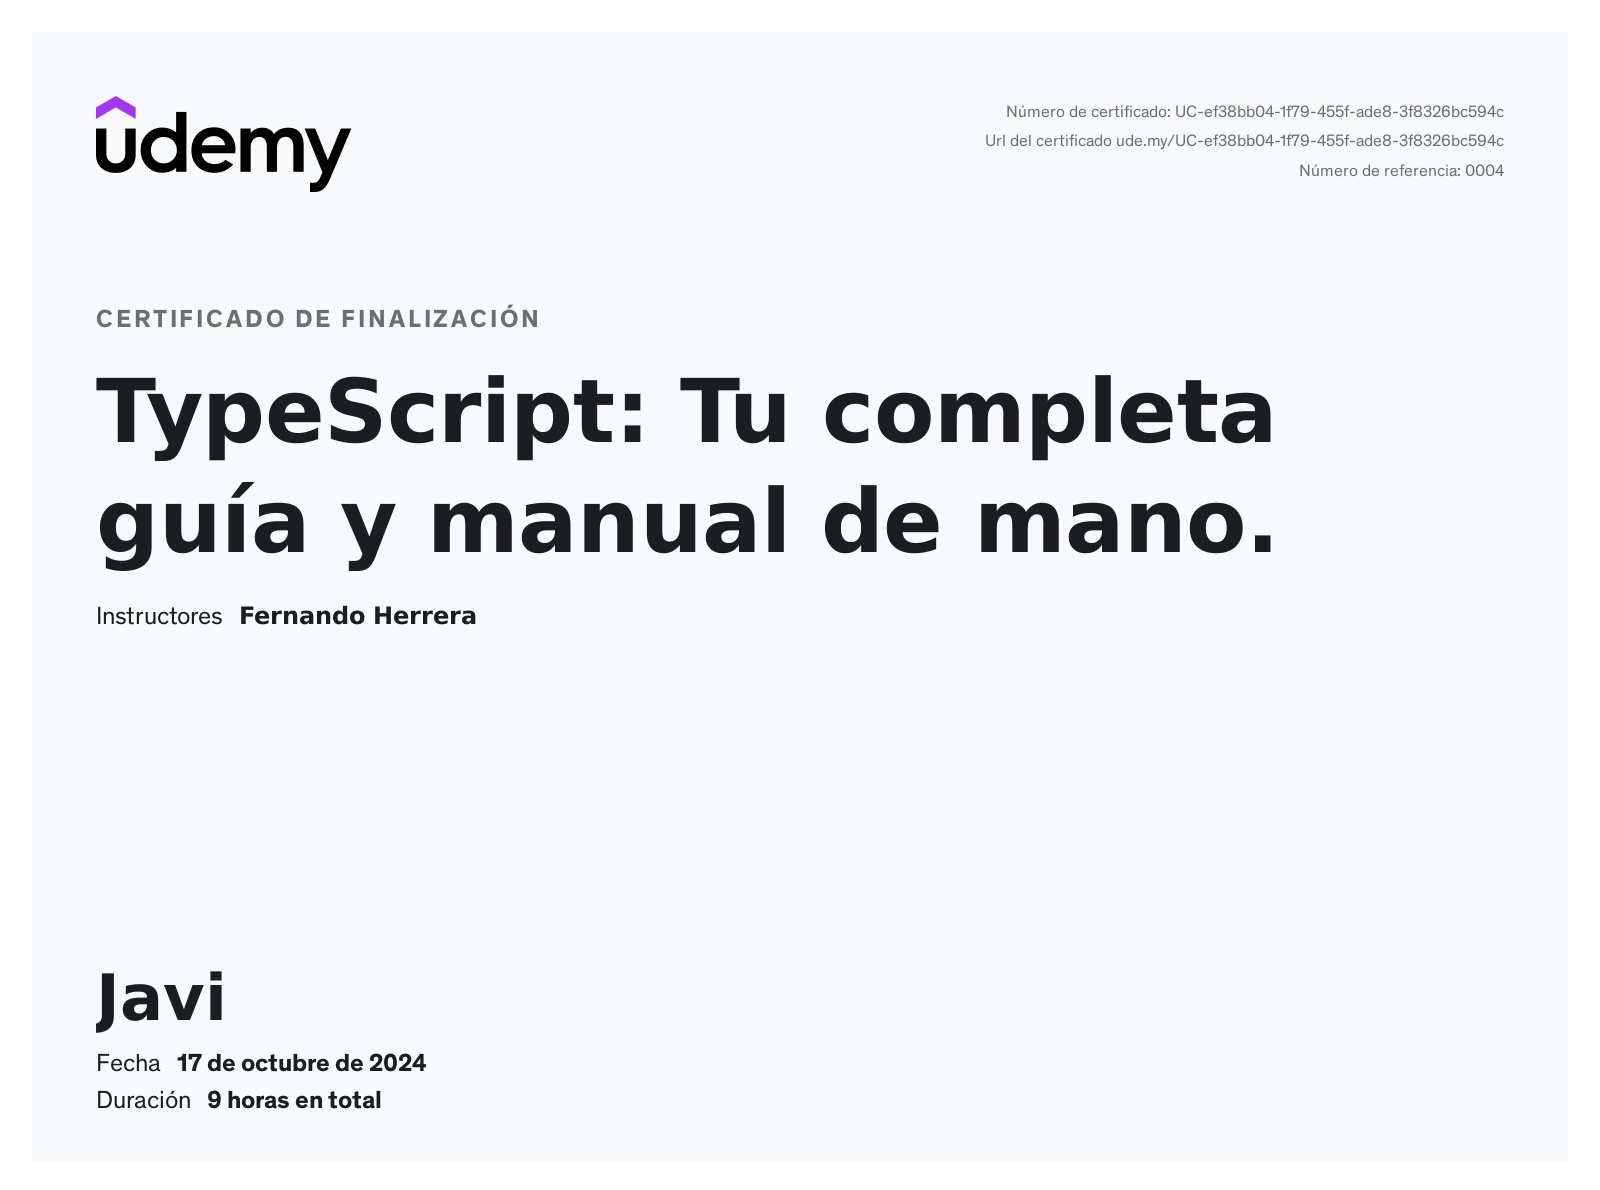 udemy
Número de certificado: UC-ef38bb04-1f79-455f-ade8-3f8326bc594c
Url del certificado ude.my/UC-ef38bb04-1f79-455f-ade8-3f8326bc594c
Número de referencia: 0004
CERTIFICADO DE FINALIZACIÓN
TypeScript: Tu completa
guía y manual de mano.
Instructores Fernando Herrera
Javi
Fecha 17 de octubre de 2024
Duración 9 horas en total